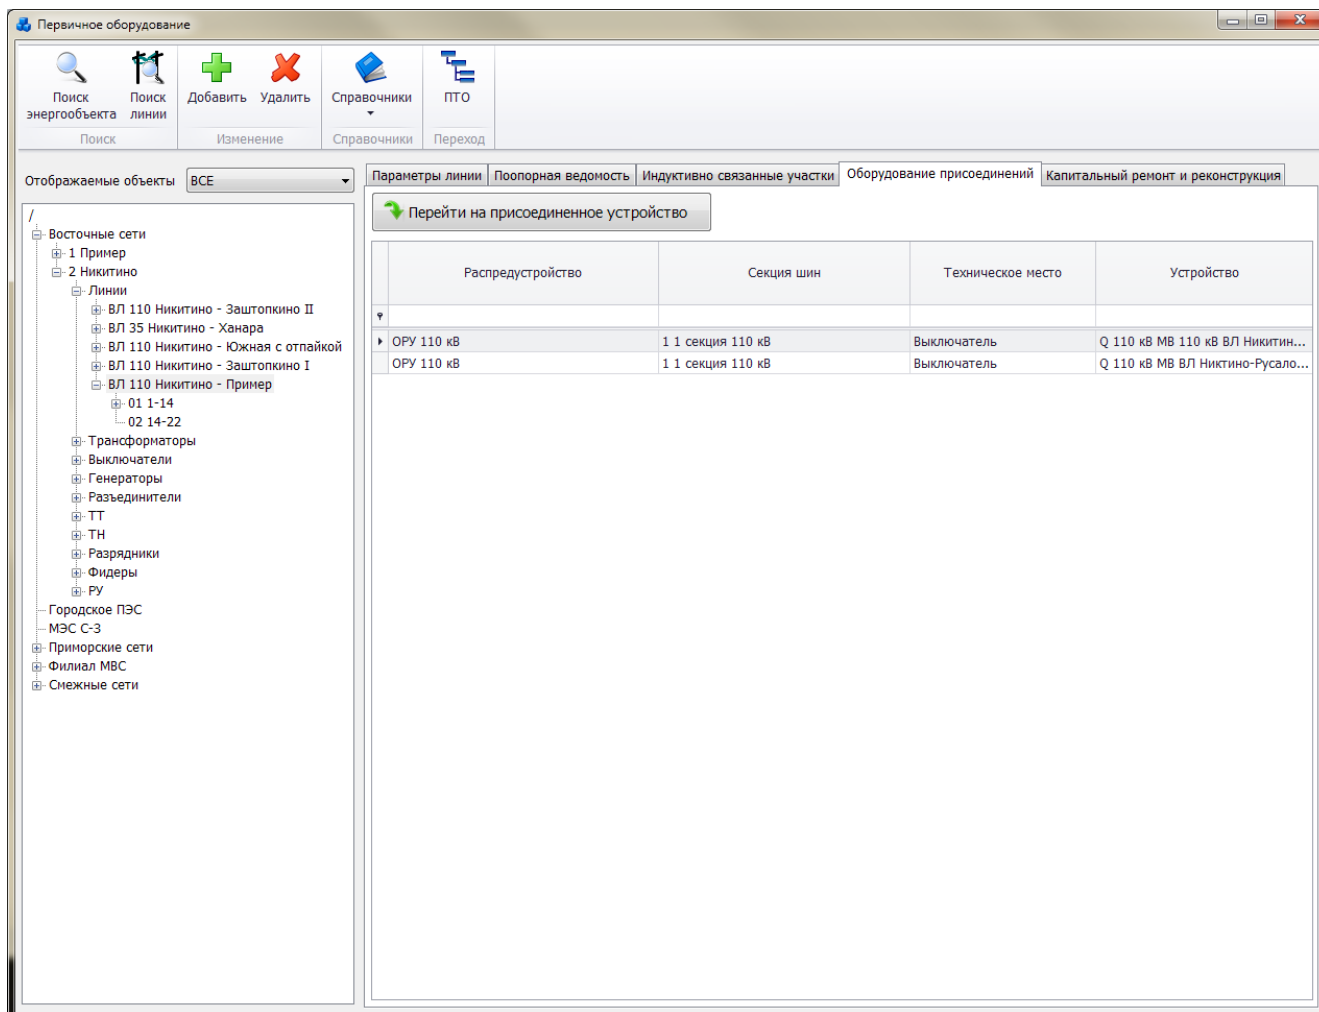 Первичное оборудование
Поиск энергообъекта
Поиск линии
Добавить
Удалить
Справочники
ПТО
Поиск
Изменение
Справочники
Переход
Отображаемые объекты
ВСЕ
/
Восточные сети
1 Пример
2 Никитино
Линии
ВЛ 110 Никитино - Заштопкино II
ВЛ 35 Никитино - Ханара
ВЛ 110 Никитино - Южная с отпайкой
ВЛ 110 Никитино - Заштопкино I
ВЛ 110 Никитино - Пример
01 1-14
02 14-22
Трансформаторы
Выключатели
Генераторы
Разъединители
ТТ
ТН
Разрядники
Фидеры
РУ
Городское ПЭС
МЭС С-3
Приморские сети
Филиал МВС
Смежные сети
Параметры линии
Поопорная ведомость
Индуктивно связанные участки
Оборудование присоединений
Капитальный ремонт и реконструкция
Перейти на присоединенное устройство
Распредустройство Секция шин Техническое место Устройство
ОРУ 110 кВ 1 1 секция 110 кВ Выключатель Q 110 кВ МВ 110 кВ ВЛ Никитин...
ОРУ 110 кВ 1 1 секция 110 кВ Выключатель Q 110 кВ МВ ВЛ Никтино-Русало...